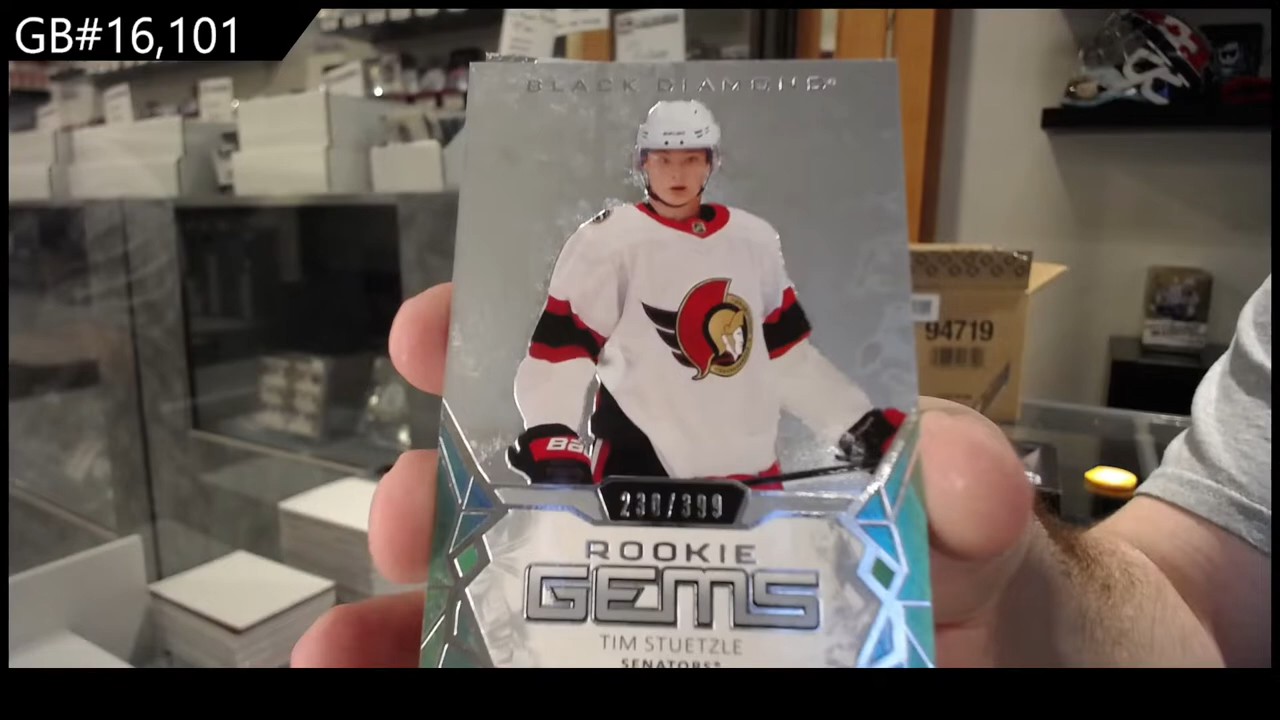 GB#16,101
BLACK DIAMOND
94719
230/399
ROOKIE
GEMS
TIM STUETZLE
SENATORS